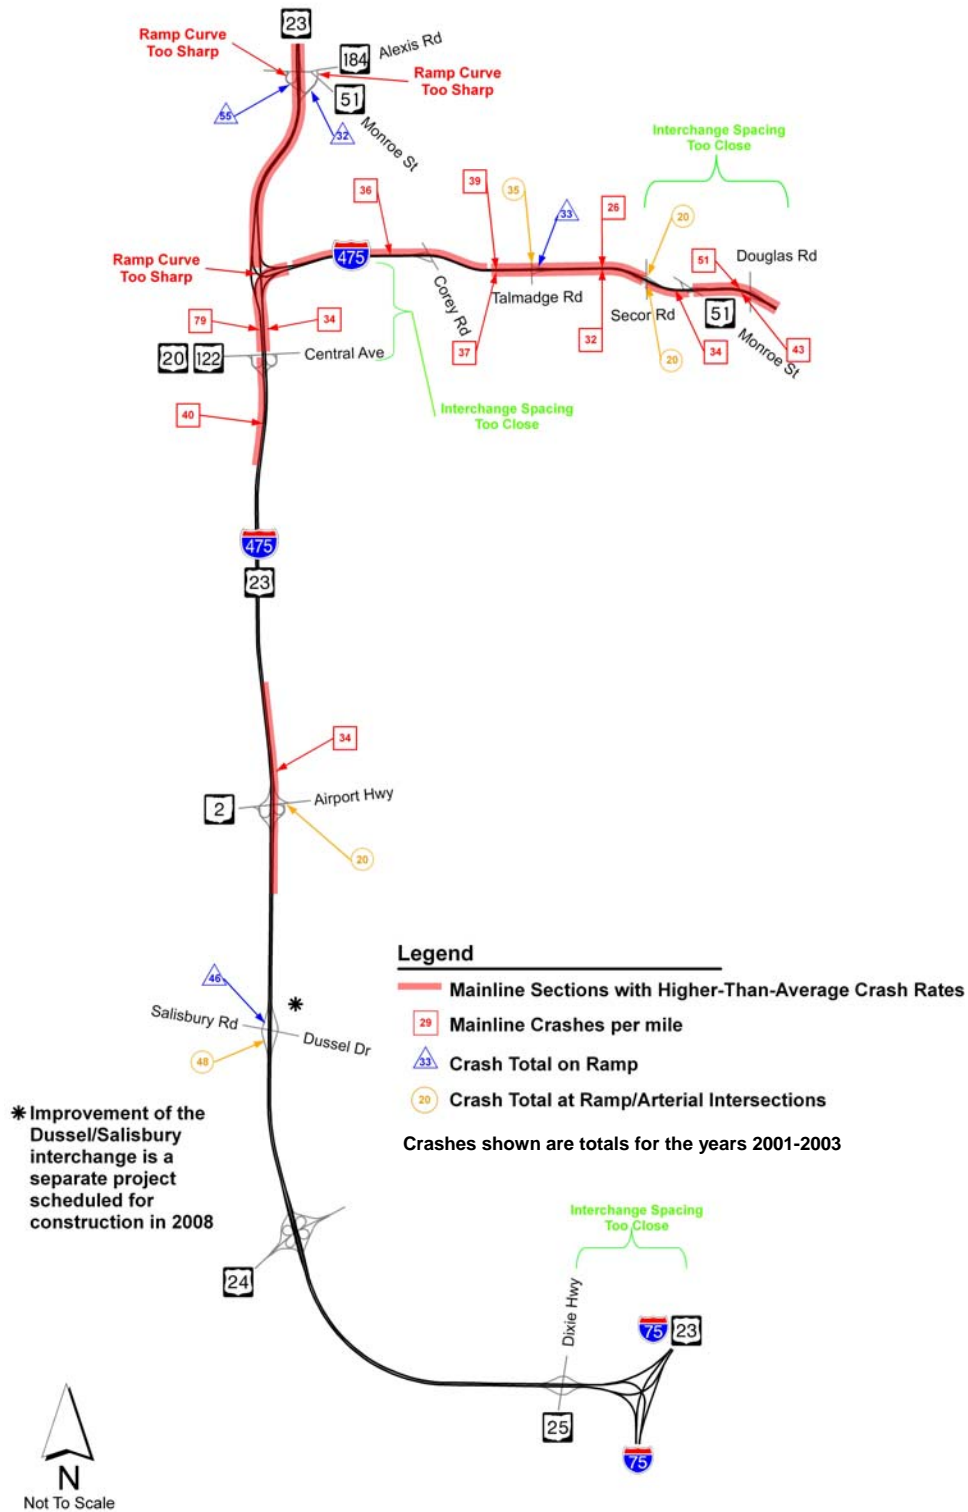 23
Ramp Curve
Too Sharp
184
Alexis Rd
Ramp Curve
Too Sharp
51
Monroe St
55
32
Interchange Spacing
Too Close
39
35
33
26
20
36
475
Corey Rd
Talmadge Rd
Secor Rd
51
Douglas Rd
51
Monroe St
Ramp Curve
Too Sharp
79
34
37
32
20
34
43
20
122
Central Ave
40
Interchange Spacing
Too Close
475
23
34
2
Airport Hwy
20
46
Salisbury Rd
Dussel Dr
48
*
Legend
Mainline Sections with Higher-Than-Average Crash Rates
29 Mainline Crashes per mile
33 Crash Total on Ramp
20 Crash Total at Ramp/Arterial Intersections
Crashes shown are totals for the years 2001-2003
* Improvement of the
Dussel/Salisbury
interchange is a
separate project
scheduled for
construction in 2008
24
Interchange Spacing
Too Close
Dixie Hwy
75 23
25
75
N
Not To Scale